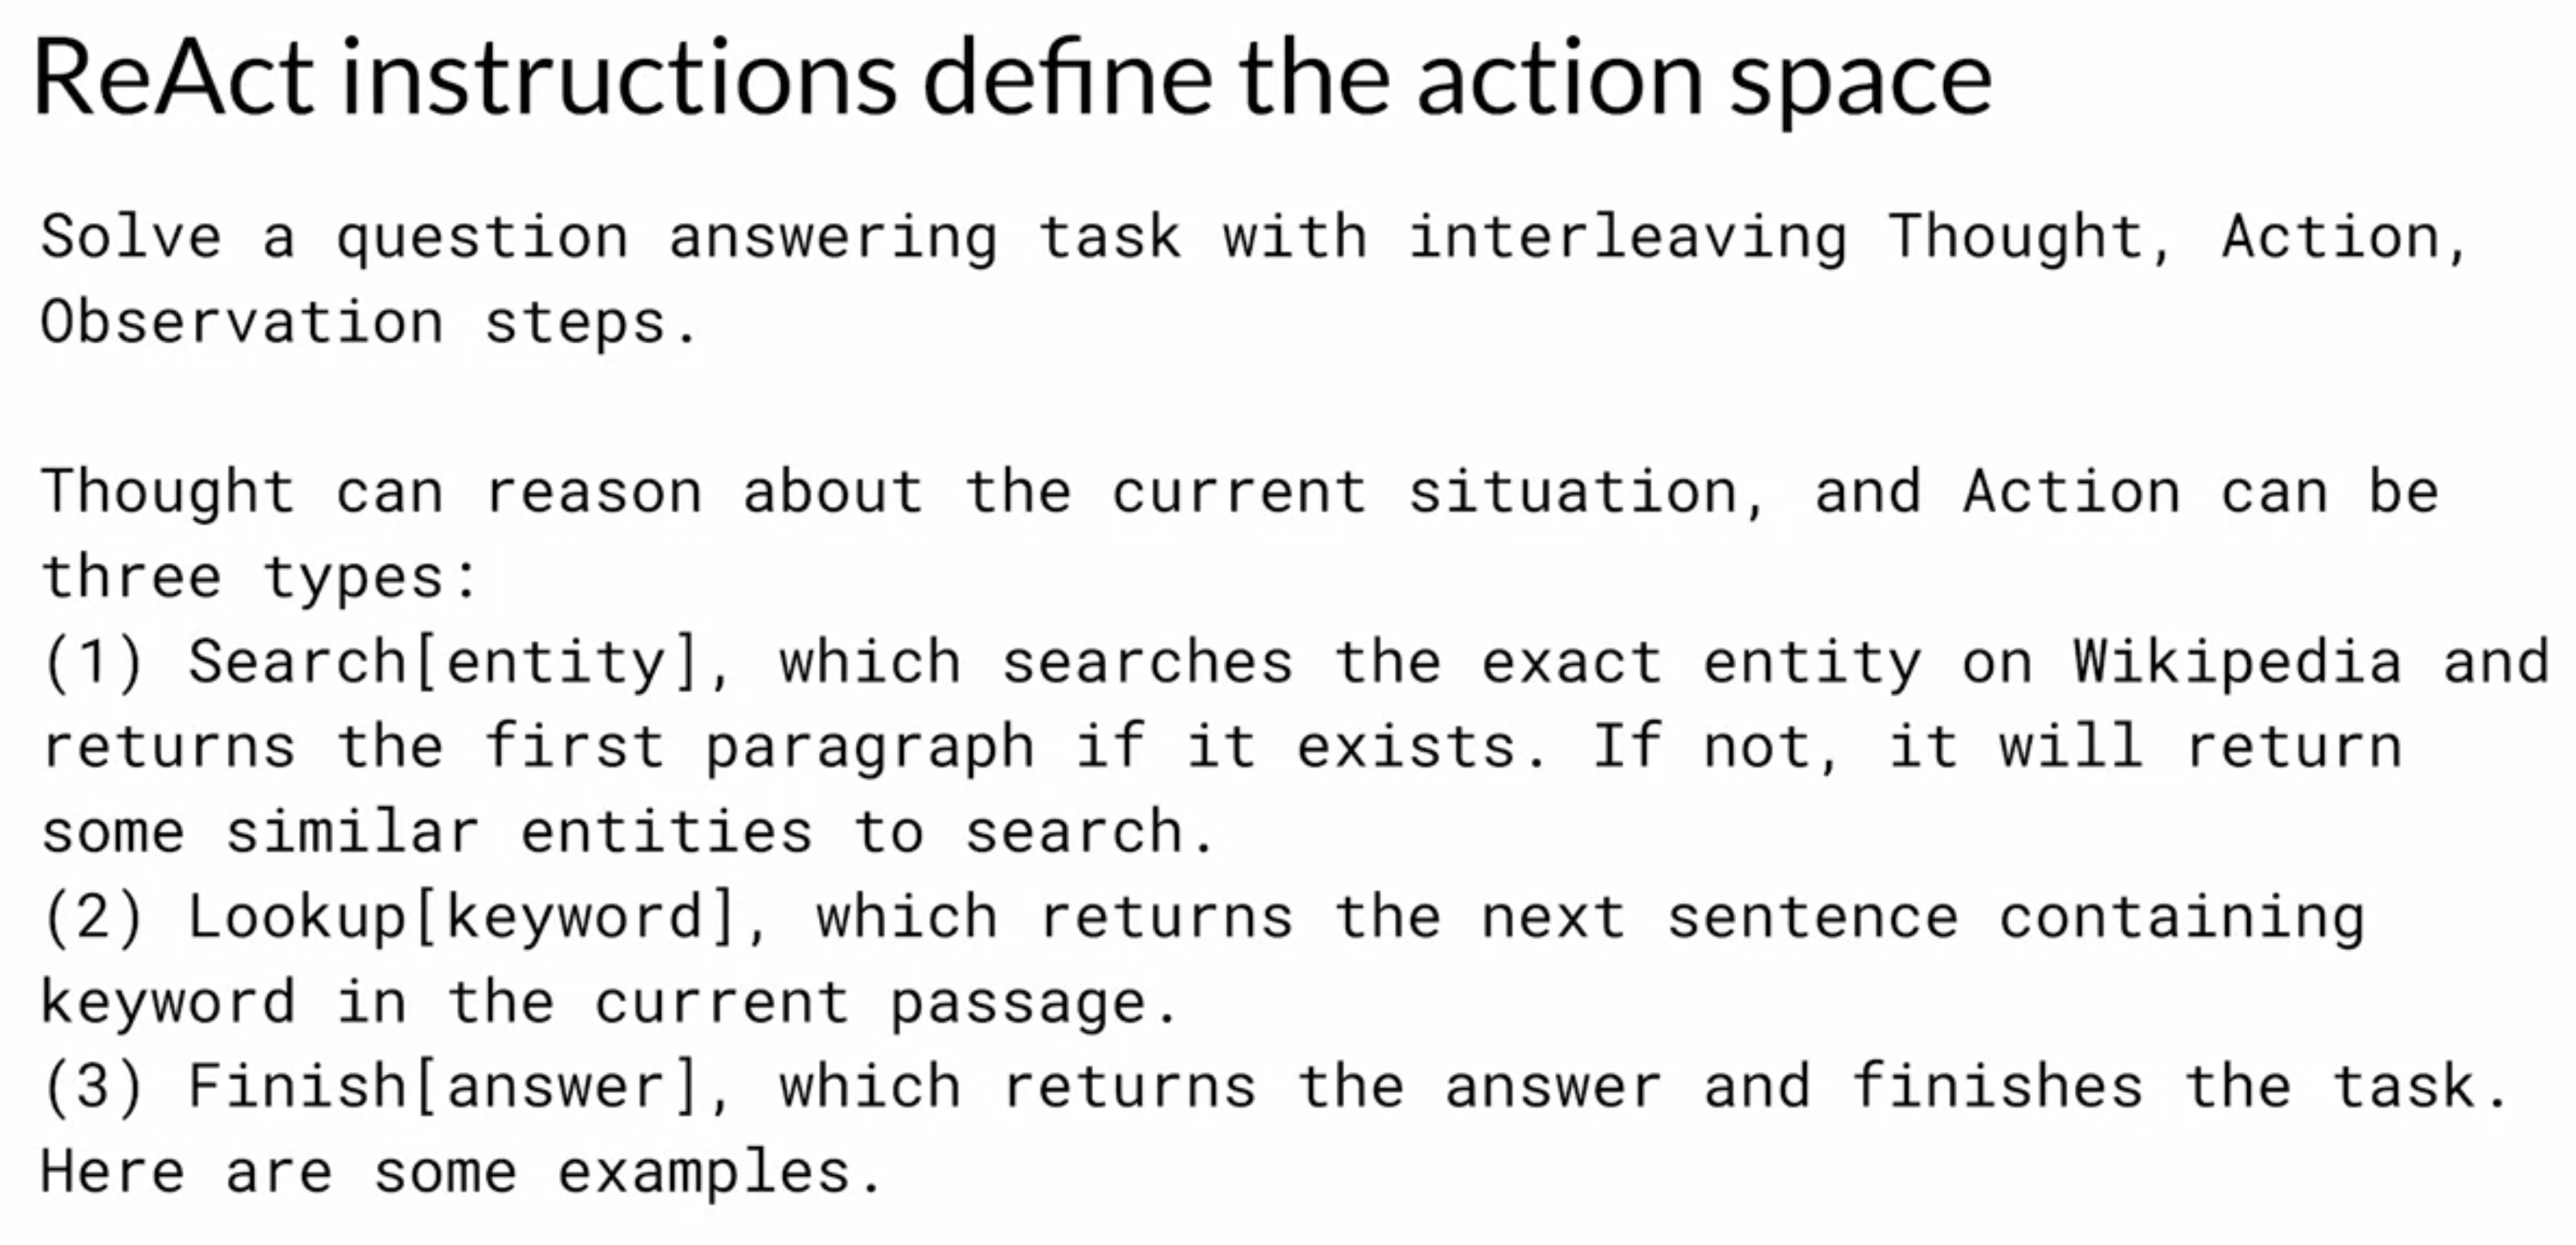 ReAct instructions define the action space
Solve a question answering task with interleaving Thought, Action,
Observation steps.
Thought can reason about the current situation, and Action can be
three types:
(1) Search[entity], which searches the exact entity on Wikipedia and
returns the first paragraph if it exists. If not, it will return
some similar entities to search.
(2) Lookup[keyword], which returns the next sentence containing
keyword in the current passage.
(3) Finish[answer], which returns the answer and finishes the task.
Here are some examples.